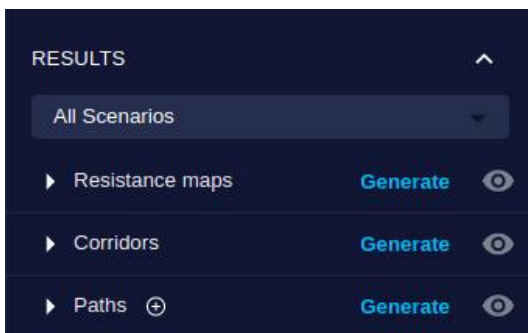 RESULTS
All Scenarios
Resistance maps Generate
Corridors Generate
Paths Generate